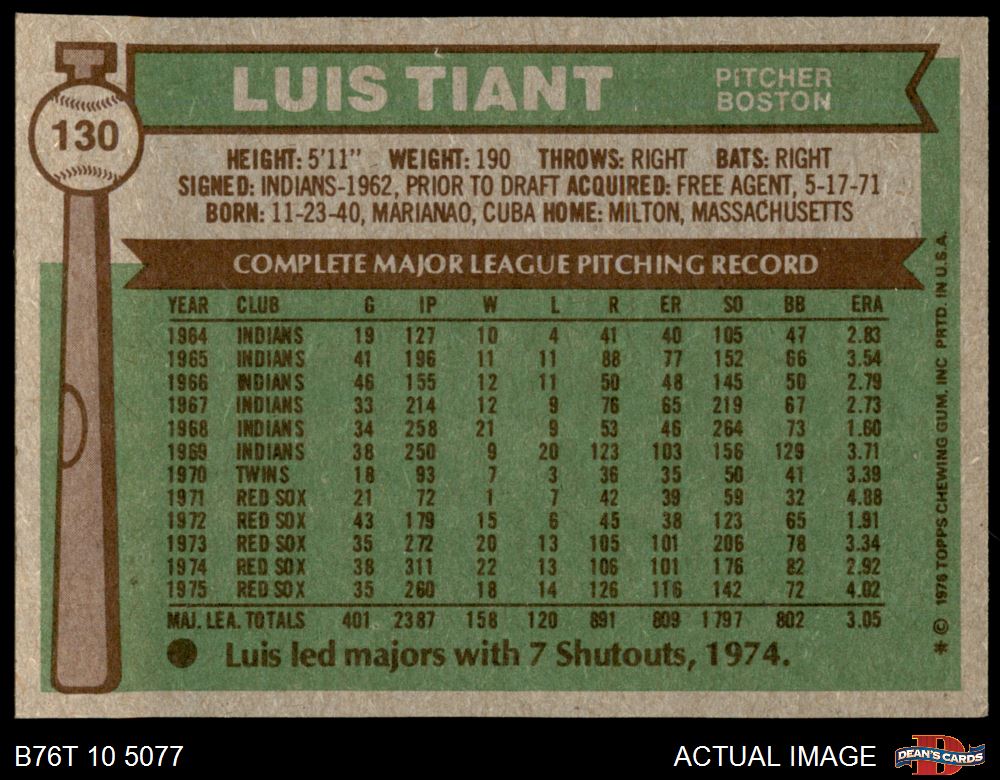 LUIS TIANT
PITCHER
BOSTON
130
HEIGHT: 5'11" WEIGHT: 190 THROWS: RIGHT BATS: RIGHT
SIGNED: INDIANS-1962, PRIOR TO DRAFT ACQUIRED: FREE AGENT, 5-17-71
BORN: 11-23-40, MARIANAO, CUBA HOME: MILTON, MASSACHUSETTS
COMPLETE MAJOR LEAGUE PITCHING RECORD
YEAR CLUB G IP W L R ER SO BB ERA
1964 INDIANS 19 127 10 4 41 40 105 47 2.83
1965 INDIANS 41 196 11 11 88 77 152 66 3.54
1966 INDIANS 46 155 12 11 50 48 145 50 2.79
1967 INDIANS 33 214 12 9 76 65 219 67 2.73
1968 INDIANS 34 258 21 9 53 46 264 73 1.60
1969 INDIANS 38 250 9 20 123 103 156 129 3.71
1970 TWINS 18 93 7 3 36 35 50 41 3.39
1971 RED SOX 21 72 1 7 42 39 59 32 4.88
1972 RED SOX 43 179 15 6 45 38 123 65 1.91
1973 RED SOX 35 272 20 13 105 101 206 78 3.34
1974 RED SOX 38 311 22 13 106 101 176 82 2.92
1975 RED SOX 35 260 18 14 126 116 142 72 4.02
MAJ. LEA. TOTALS 401 2387 158 120 891 809 1797 802 3.05
Luis led majors with 7 Shutouts, 1974.
* © 1976 TOPPS CHEWING GUM, INC. PRTD. IN U.S.A.
B76T 10 5077
ACTUAL IMAGE
DEAN'S CARDS